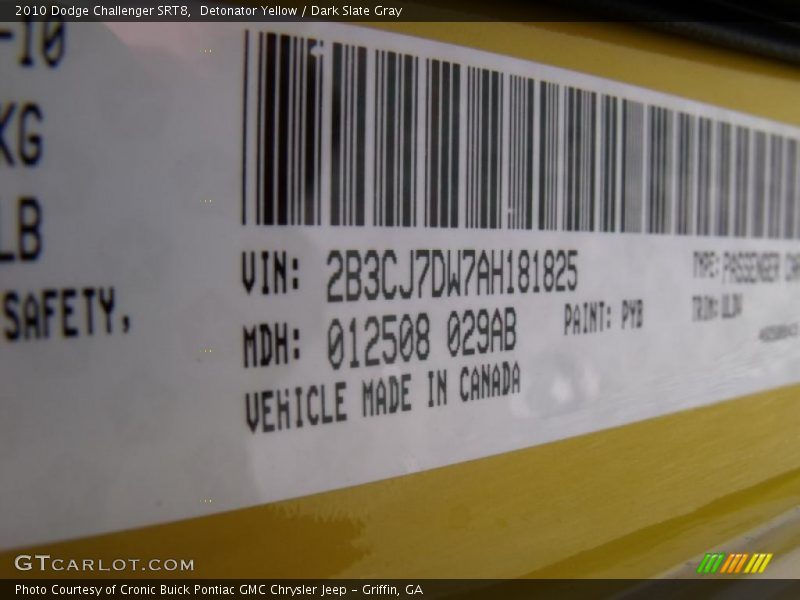 2010 Dodge Challenger SRT8,  Detonator Yellow / Dark Slate Gray
-10
KG
LB
SAFETY,
VIN: 2B3CJ7DW7AH181825
TYPE: PASSENGER CAR
MDH: 012508 029AB
PAINT: PYB
TRIM:
VEHICLE MADE IN CANADA
GTCARLOT.COM
Photo Courtesy of Cronic Buick Pontiac GMC Chrysler Jeep – Griffin, GA